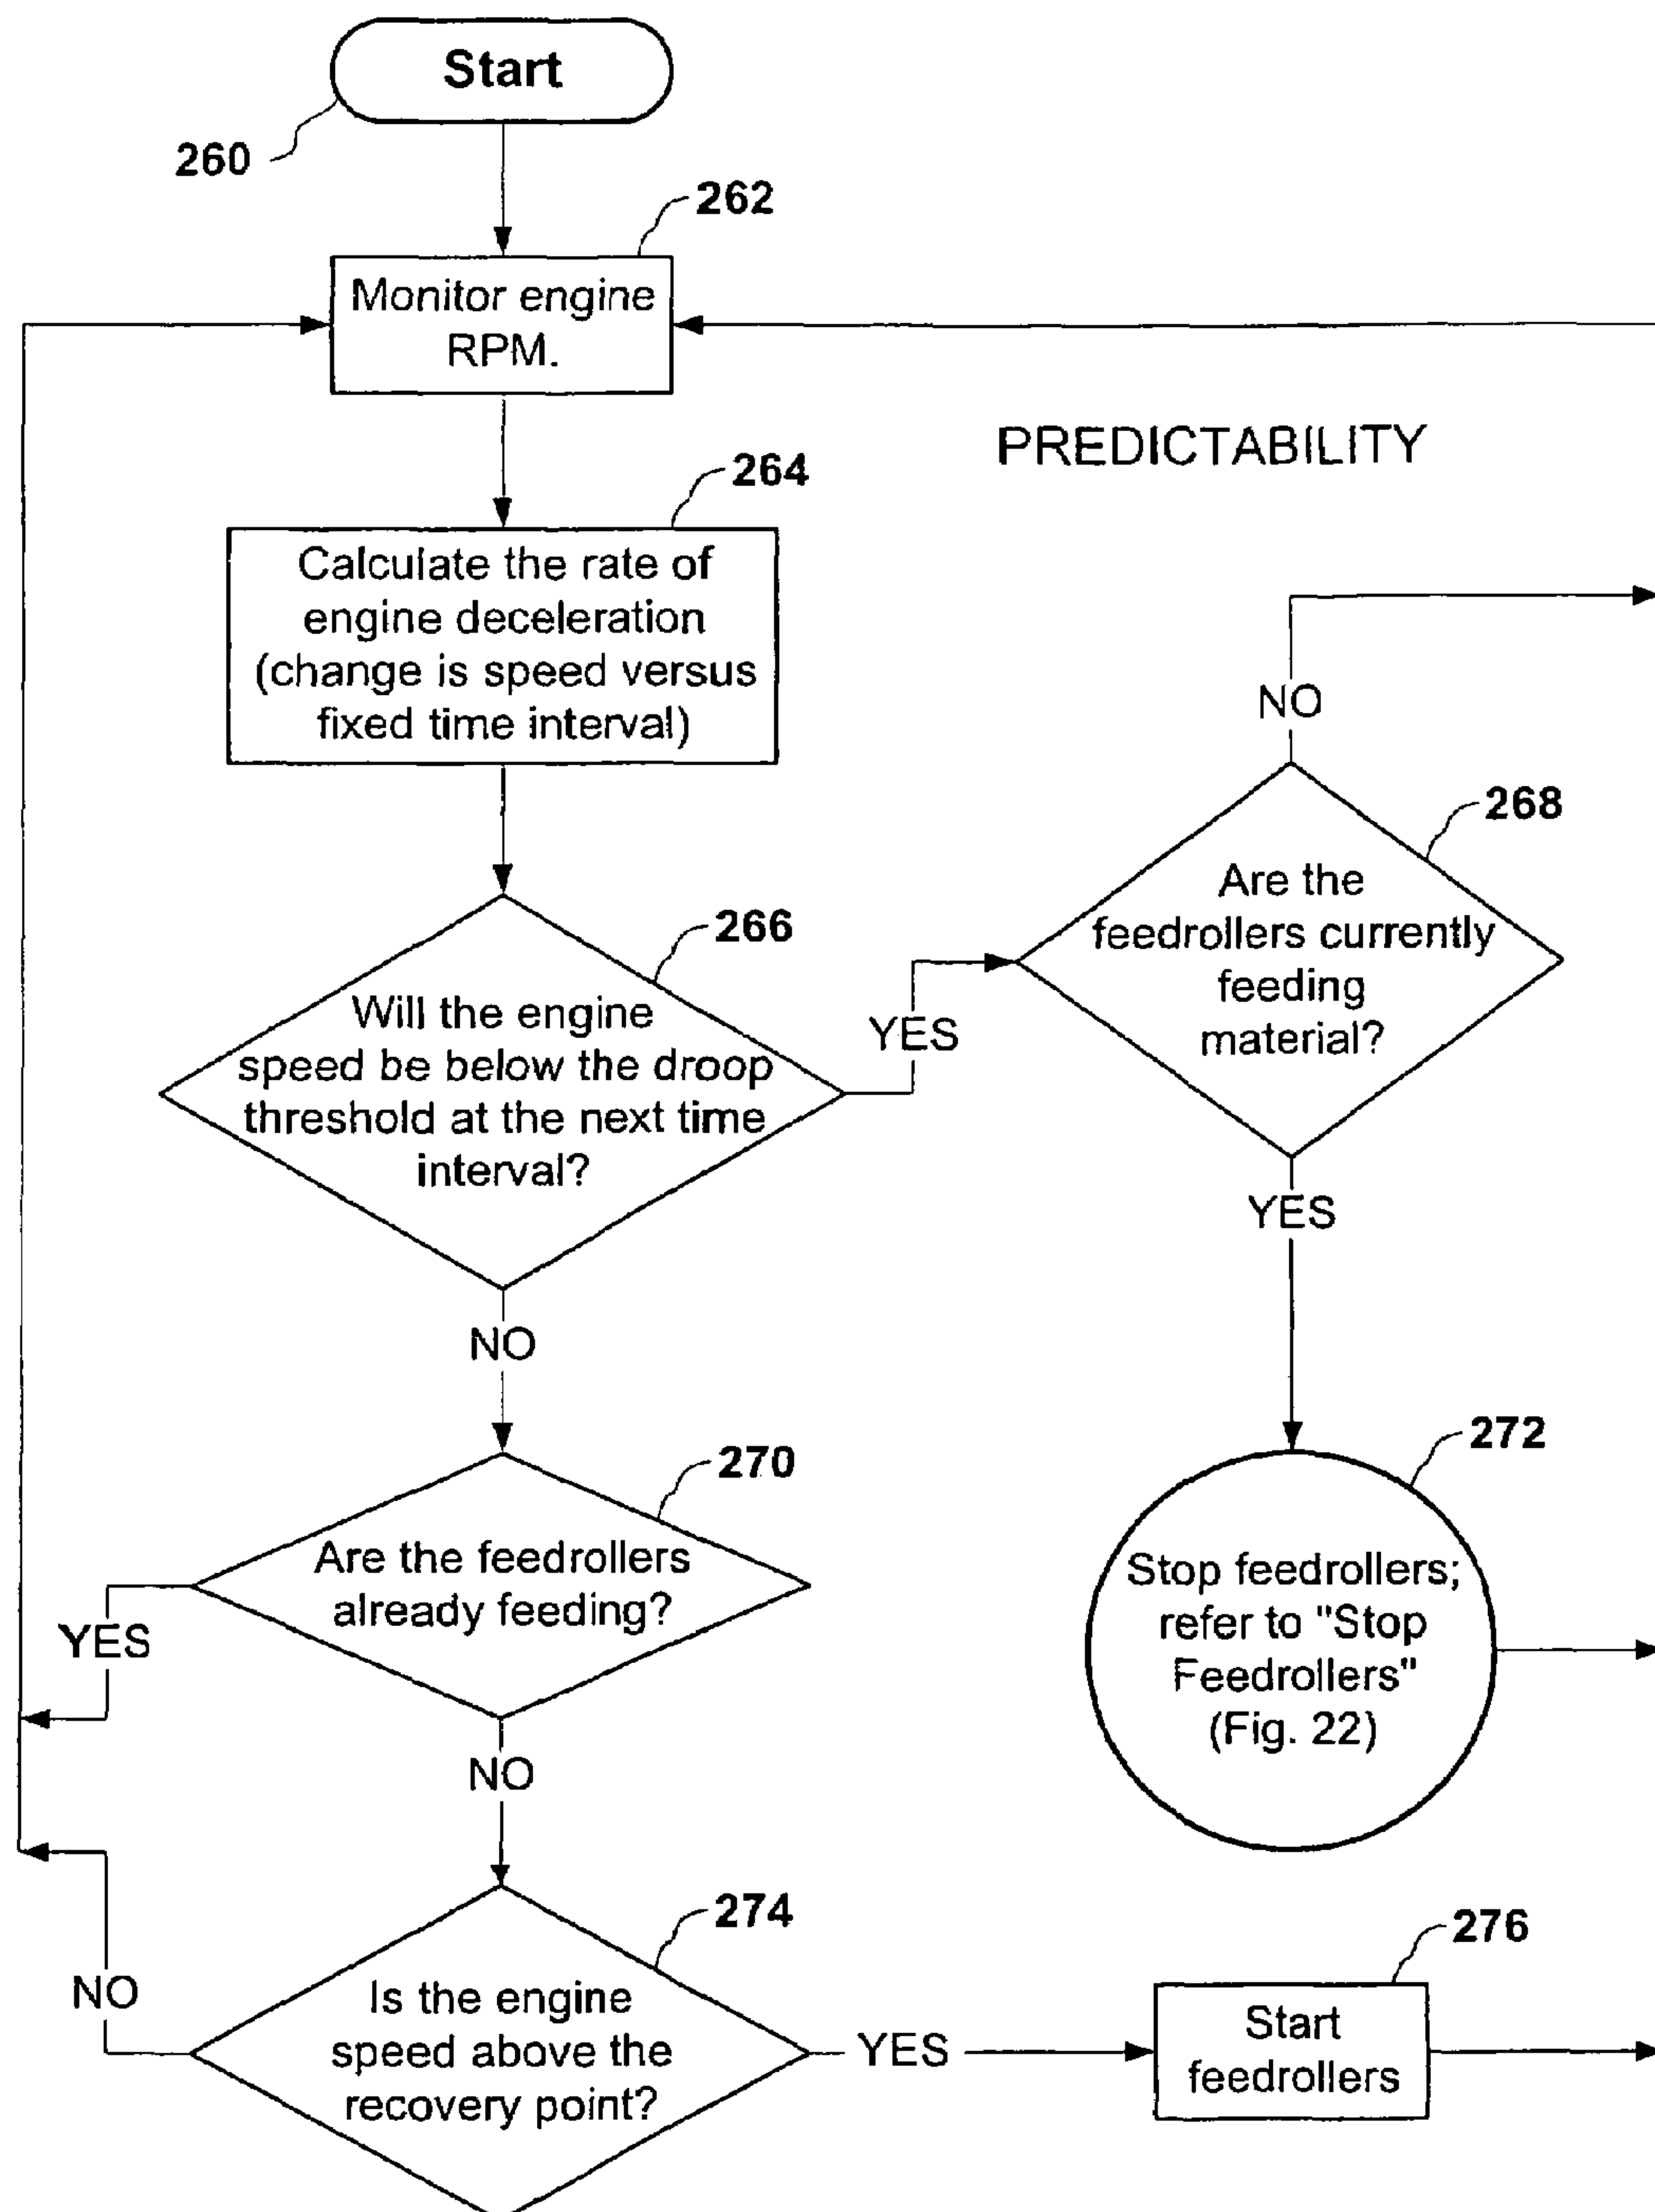 Start
260
262
Monitor engine
RPM.
PREDICTABILITY
264
Calculate the rate of
engine deceleration
(change is speed versus
fixed time interval)
NO
268
Are the
feedrollers currently
feeding
material?
266
Will the engine
speed be below the droop
threshold at the next time
interval?
YES
YES
NO
272
Stop feedrollers;
refer to "Stop
Feedrollers"
(Fig. 22)
270
Are the feedrollers
already feeding?
YES
NO
274
Is the engine
speed above the
recovery point?
NO
YES
276
Start
feedrollers